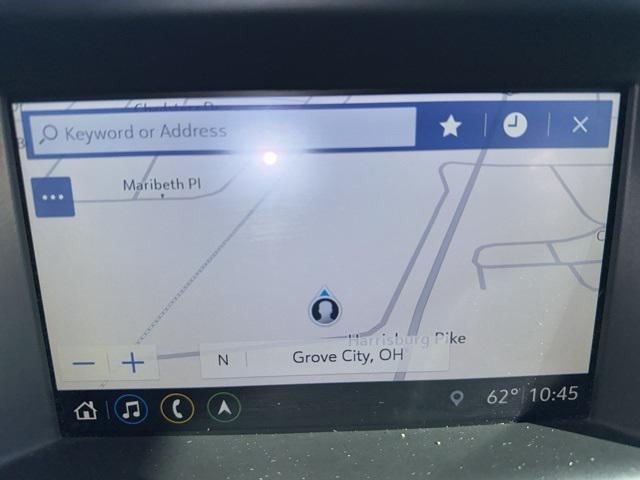 Keyword or Address
Maribeth Pl
Harrisburg Pike
N
Grove City, OH
62° 10:45